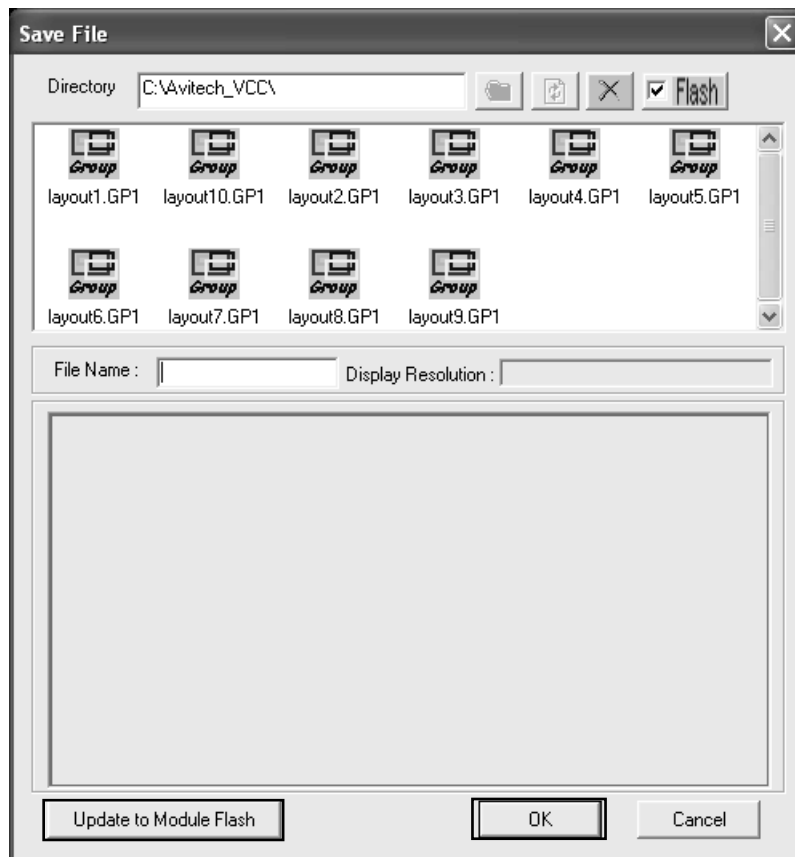 Save File
Directory C:\Avitech_VCC\ Flash
Group Group Group Group Group Group
layout1.GP1 layout10.GP1 layout2.GP1 layout3.GP1 layout4.GP1 layout5.GP1
Group Group Group Group
layout6.GP1 layout7.GP1 layout8.GP1 layout9.GP1
File Name : Display Resolution :
Update to Module Flash OK Cancel